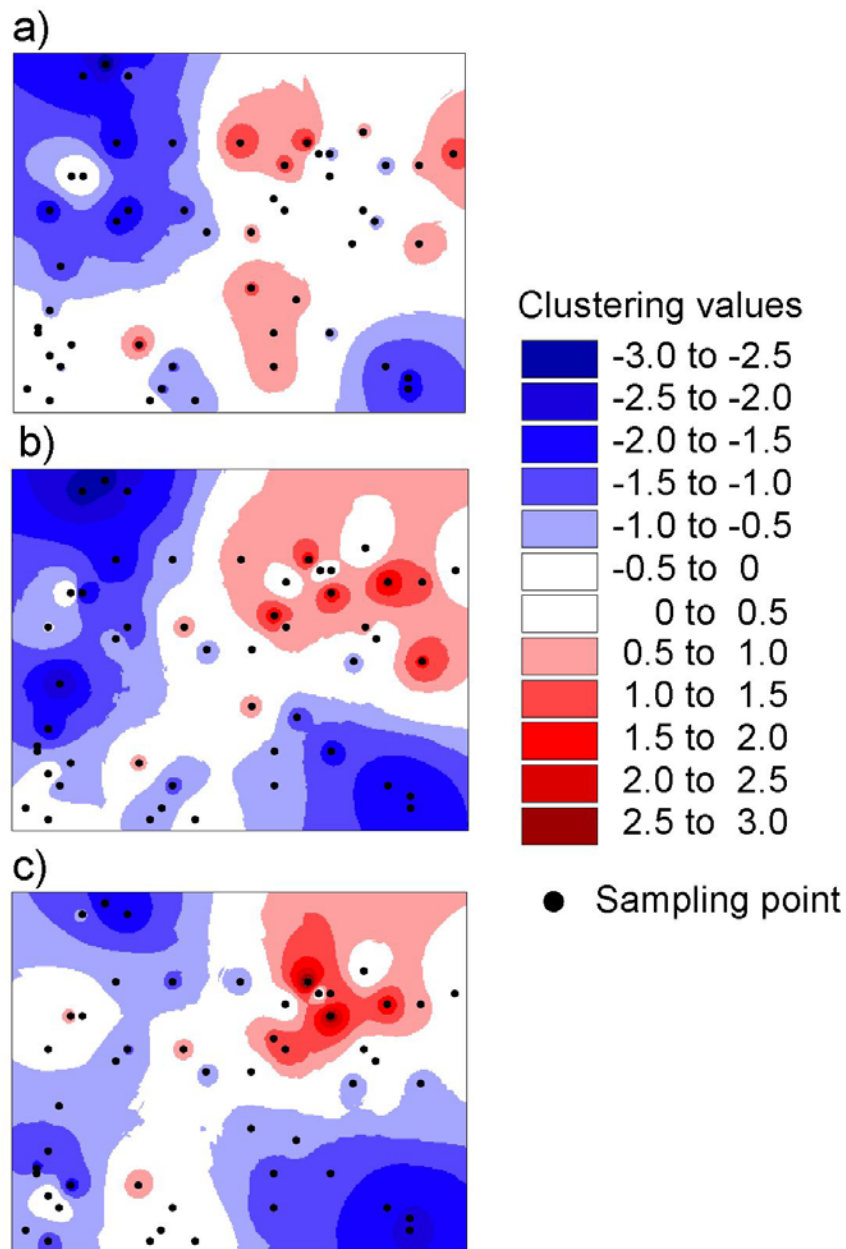 a)
b)
c)
Clustering values
-3.0 to -2.5
-2.5 to -2.0
-2.0 to -1.5
-1.5 to -1.0
-1.0 to -0.5
-0.5 to 0
0 to 0.5
0.5 to 1.0
1.0 to 1.5
1.5 to 2.0
2.0 to 2.5
2.5 to 3.0
Sampling point